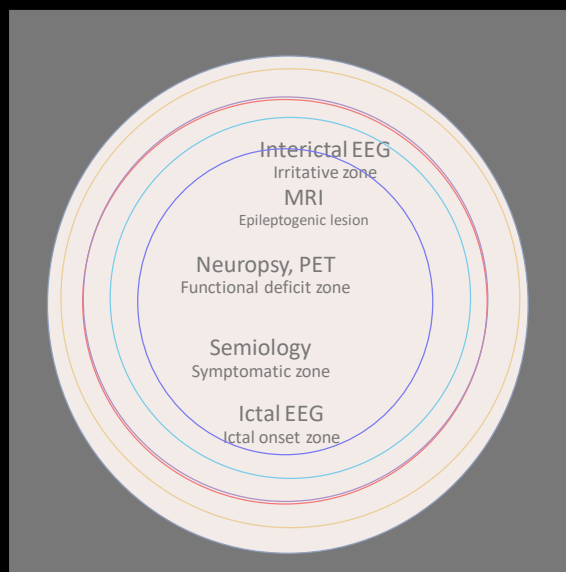 Interictal EEG
Irritative zone
MRI
Epileptogenic lesion
Neuropsy, PET
Functional deficit zone
Semiology
Symptomatic zone
Ictal EEG
Ictal onset zone